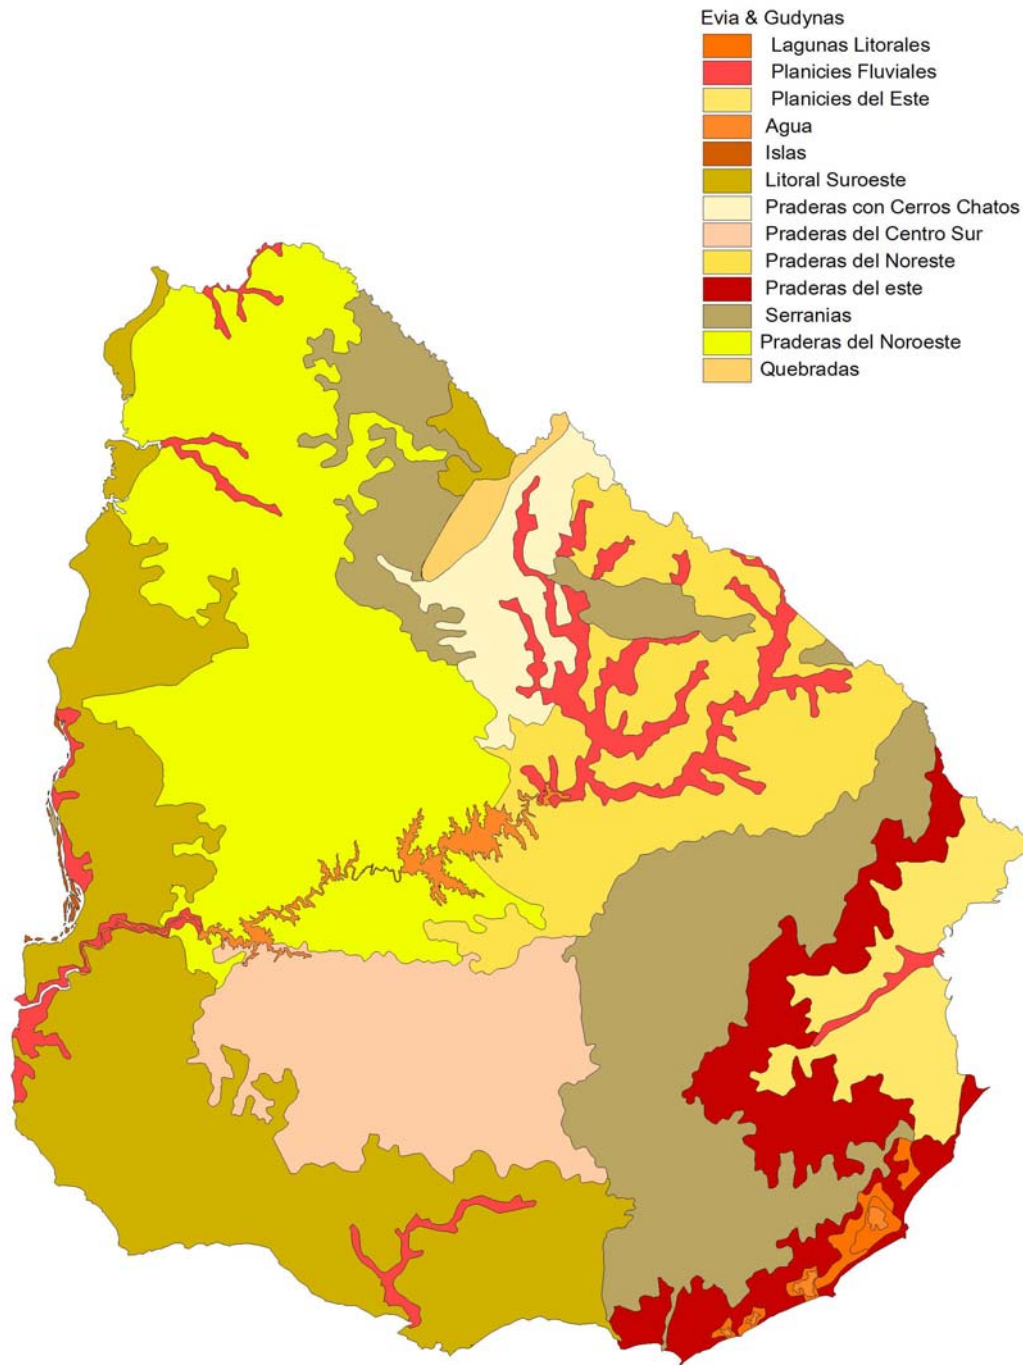 Evia & Gudynas
Lagunas Litorales
Planicies Fluviales
Planicies del Este
Agua
Islas
Litoral Suroeste
Praderas con Cerros Chatos
Praderas del Centro Sur
Praderas del Noreste
Praderas del este
Serranias
Praderas del Noroeste
Quebradas